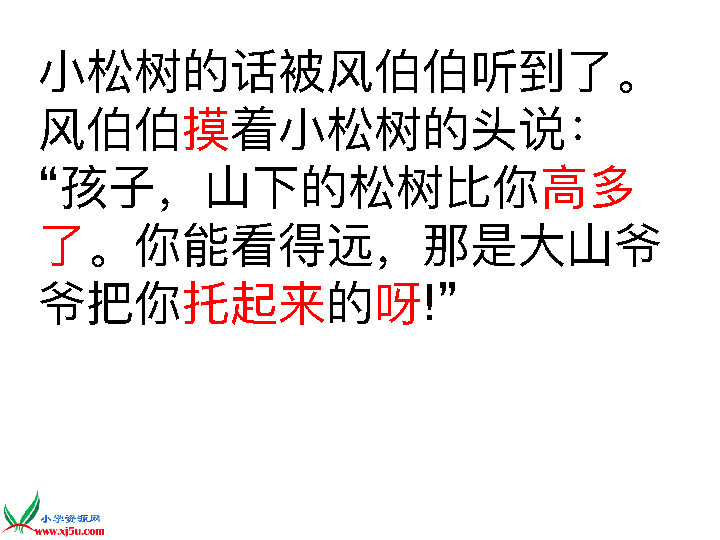 小松树的话被风伯伯听到了。
风伯伯摸着小松树的头说：
“孩子，山下的松树比你高多
了。你能看得远，那是大山爷
爷把你托起来的呀!”
小学资源网
www.xj5u.com